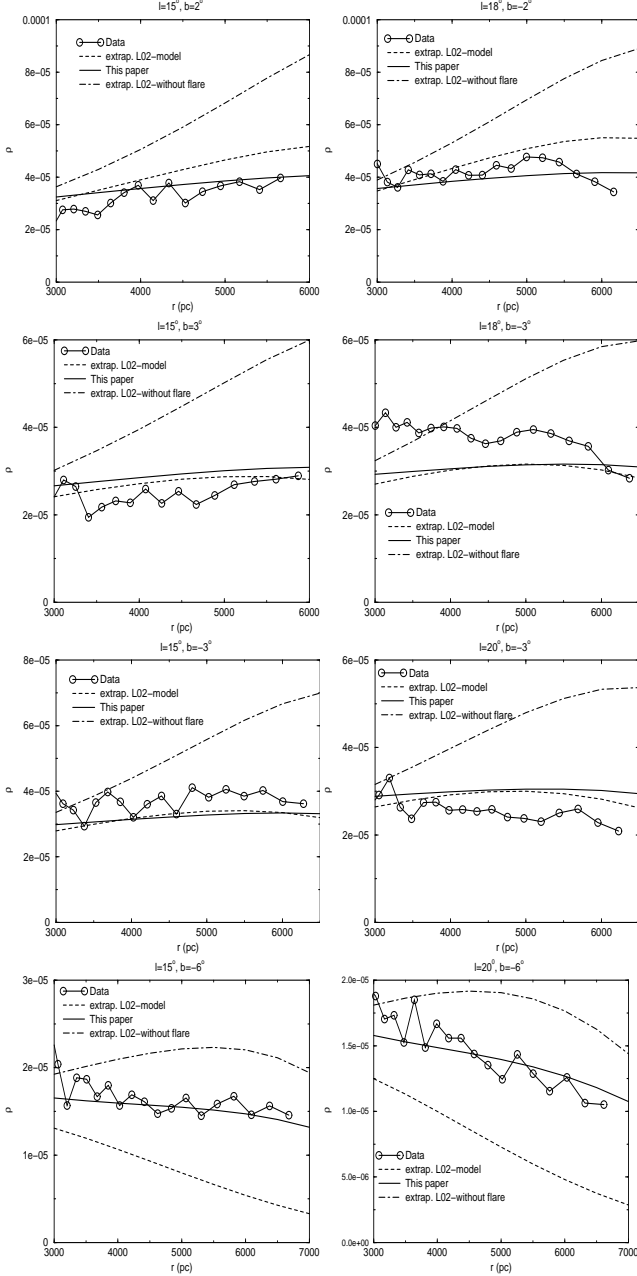 l=15°, b=2°
0.0001
8e−05
6e−05
4e−05
2e−05
0
ρ
Data
extrap. L02−model
This paper
extrap. L02−without flare
3000 4000 5000 6000
r (pc)
l=18°, b=−2°
0.0001
8e−05
6e−05
4e−05
2e−05
0
ρ
Data
extrap. L02−model
This paper
extrap. L02−without flare
3000 4000 5000 6000
r (pc)
l=15°, b=3°
6e−05
4e−05
2e−05
0
ρ
Data
extrap. L02−model
This paper
extrap. L02−without flare
3000 4000 5000 6000
r (pc)
l=18°, b=−3°
6e−05
4e−05
2e−05
0
ρ
Data
extrap. L02−model
This paper
extrap. L02−without flare
3000 4000 5000 6000
r (pc)
l=15°, b=−3°
8e−05
6e−05
4e−05
2e−05
0
ρ
Data
extrap. L02−model
This paper
extrap. L02−without flare
3000 4000 5000 6000
r (pc)
l=20°, b=−3°
6e−05
4e−05
2e−05
0
ρ
Data
extrap. L02−model
This paper
extrap. L02−without flare
3000 4000 5000 6000
r (pc)
l=15°, b=−6°
3e−05
2e−05
1e−05
0
ρ
Data
extrap. L02−model
This paper
extrap. L02−without flare
3000 4000 5000 6000 7000
r (pc)
l=20°, b=−6°
2.0e−05
1.5e−05
1.0e−05
5.0e−06
0.0e+00
ρ
Data
extrap. L02−model
This paper
extrap. L02−without flare
3000 4000 5000 6000 7000
r (pc)